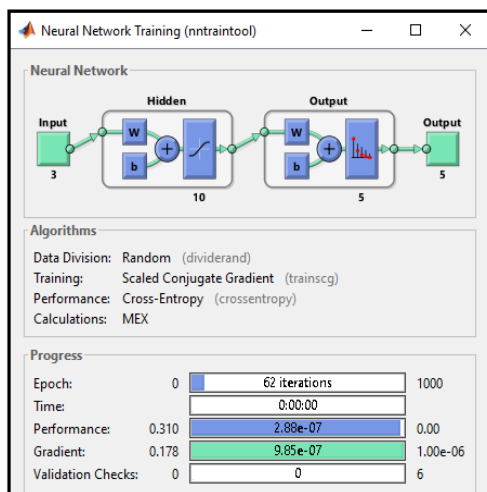 Neural Network Training (nntraintool)
Neural Network
Hidden
Output
Input
Output
W
W
b
b
3
10
5
5
Algorithms
Data Division: Random (dividerand)
Training: Scaled Conjugate Gradient (trainscg)
Performance: Cross-Entropy (crossentropy)
Calculations: MEX
Progress
Epoch: 0 62 iterations 1000
Time: 0:00:00
Performance: 0.310 2.88e-07 0.00
Gradient: 0.178 9.85e-07 1.00e-06
Validation Checks: 0 0 6